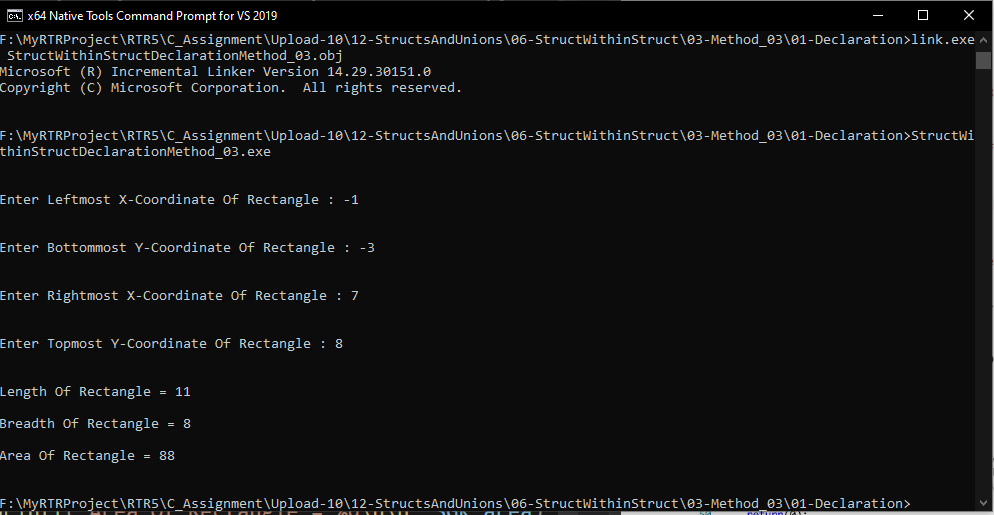 x64 Native Tools Command Prompt for VS 2019
F:\MyRTRProject\RTR5\C_Assignment\Upload-10\12-StructsAndUnions\06-StructWithinStruct\03-Method_03\01-Declaration>link.exe
StructWithinStructDeclarationMethod_03.obj
Microsoft (R) Incremental Linker Version 14.29.30151.0
Copyright (C) Microsoft Corporation.  All rights reserved.
F:\MyRTRProject\RTR5\C_Assignment\Upload-10\12-StructsAndUnions\06-StructWithinStruct\03-Method_03\01-Declaration>StructWi
thinStructDeclarationMethod_03.exe
Enter Leftmost X-Coordinate Of Rectangle : -1
Enter Bottommost Y-Coordinate Of Rectangle : -3
Enter Rightmost X-Coordinate Of Rectangle : 7
Enter Topmost Y-Coordinate Of Rectangle : 8
Length Of Rectangle = 11
Breadth Of Rectangle = 8
Area Of Rectangle = 88
F:\MyRTRProject\RTR5\C_Assignment\Upload-10\12-StructsAndUnions\06-StructWithinStruct\03-Method_03\01-Declaration>